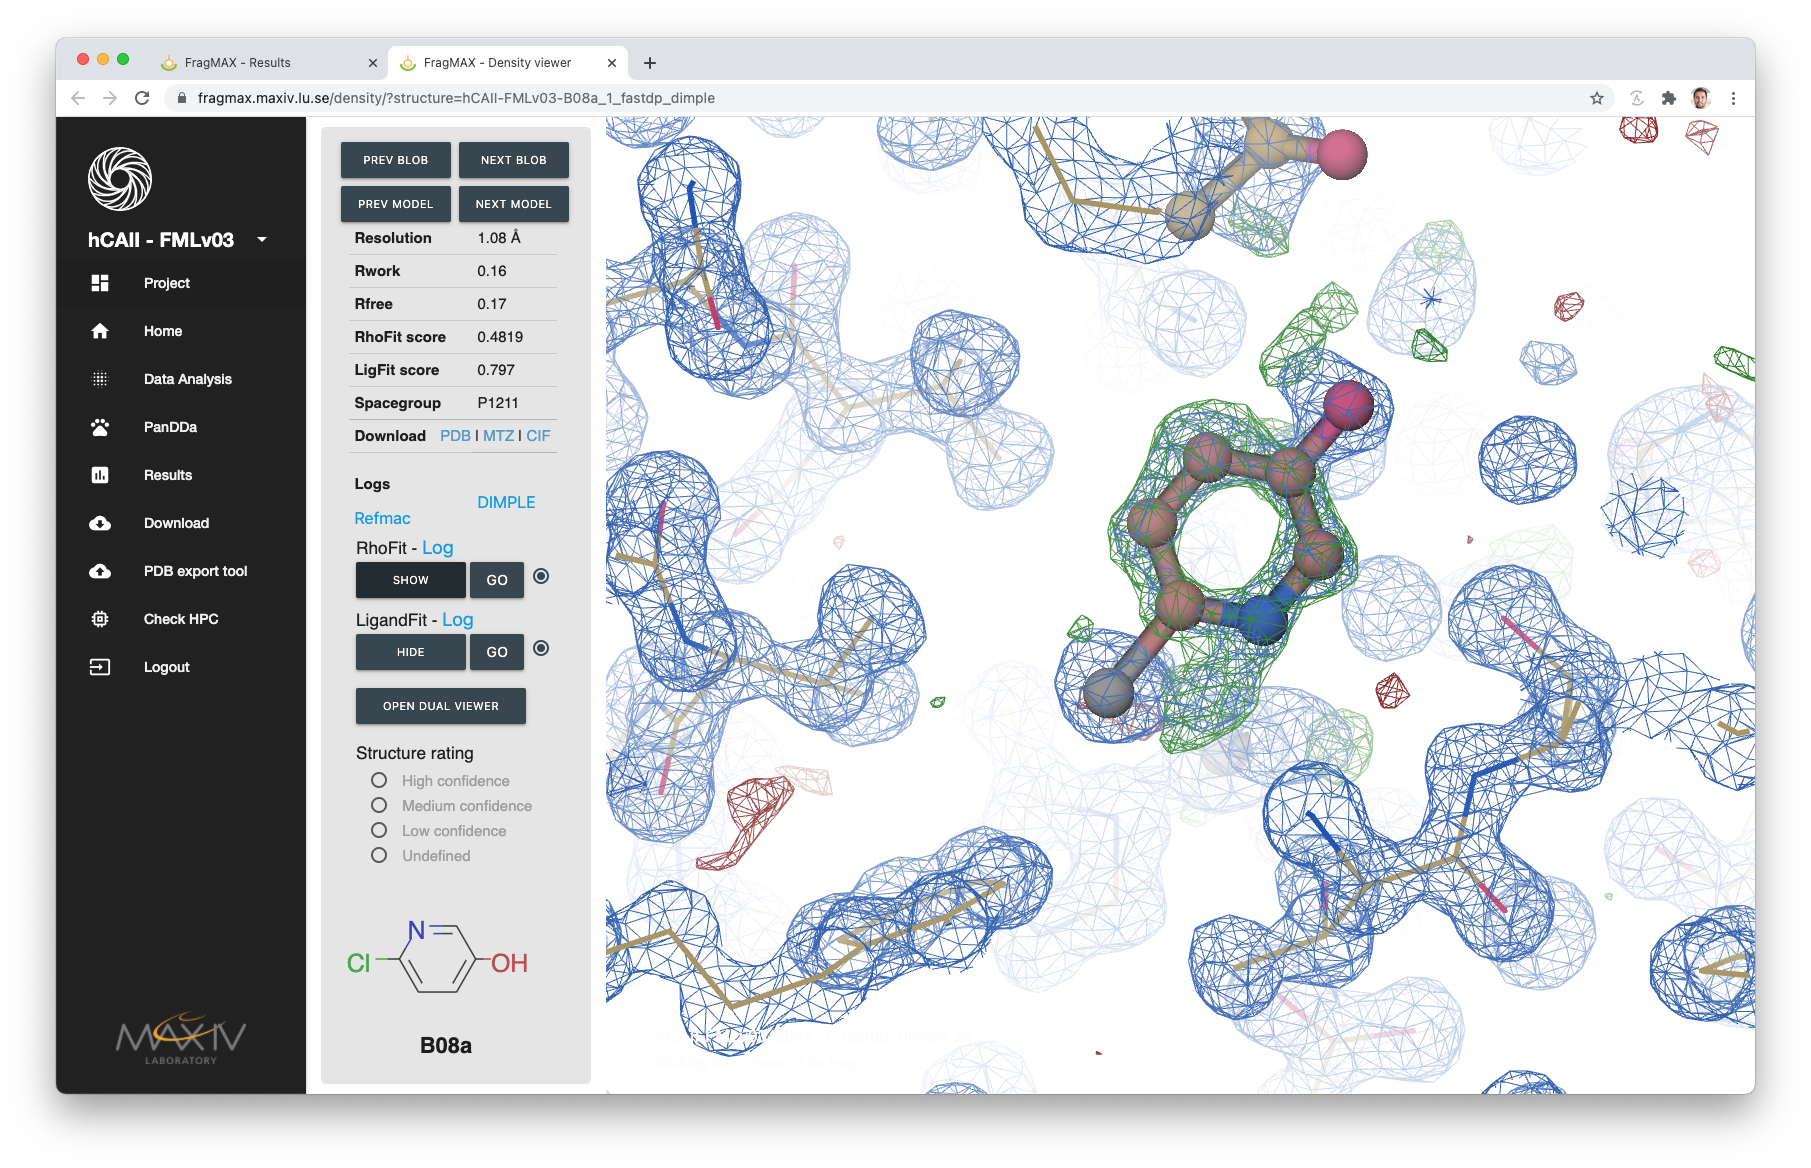 FragMAX - Results
FragMAX - Density viewer
fragmax.maxiv.lu.se/density/?structure=hCAII-FMLv03-B08a_1_fastdp_dimple
hCAII - FMLv03
Project
Home
Data Analysis
PanDDa
Results
Download
PDB export tool
Check HPC
Logout
MAXIV
LABORATORY
PREV BLOB NEXT BLOB
PREV MODEL NEXT MODEL
Resolution 1.08 Å
Rwork 0.16
Rfree 0.17
RhoFit score 0.4819
LigFit score 0.797
Spacegroup P1211
Download PDB | MTZ | CIF
Logs
DIMPLE
Refmac
RhoFit - Log
SHOW GO
LigandFit - Log
HIDE GO
OPEN DUAL VIEWER
Structure rating
High confidence
Medium confidence
Low confidence
Undefined
N
Cl OH
B08a